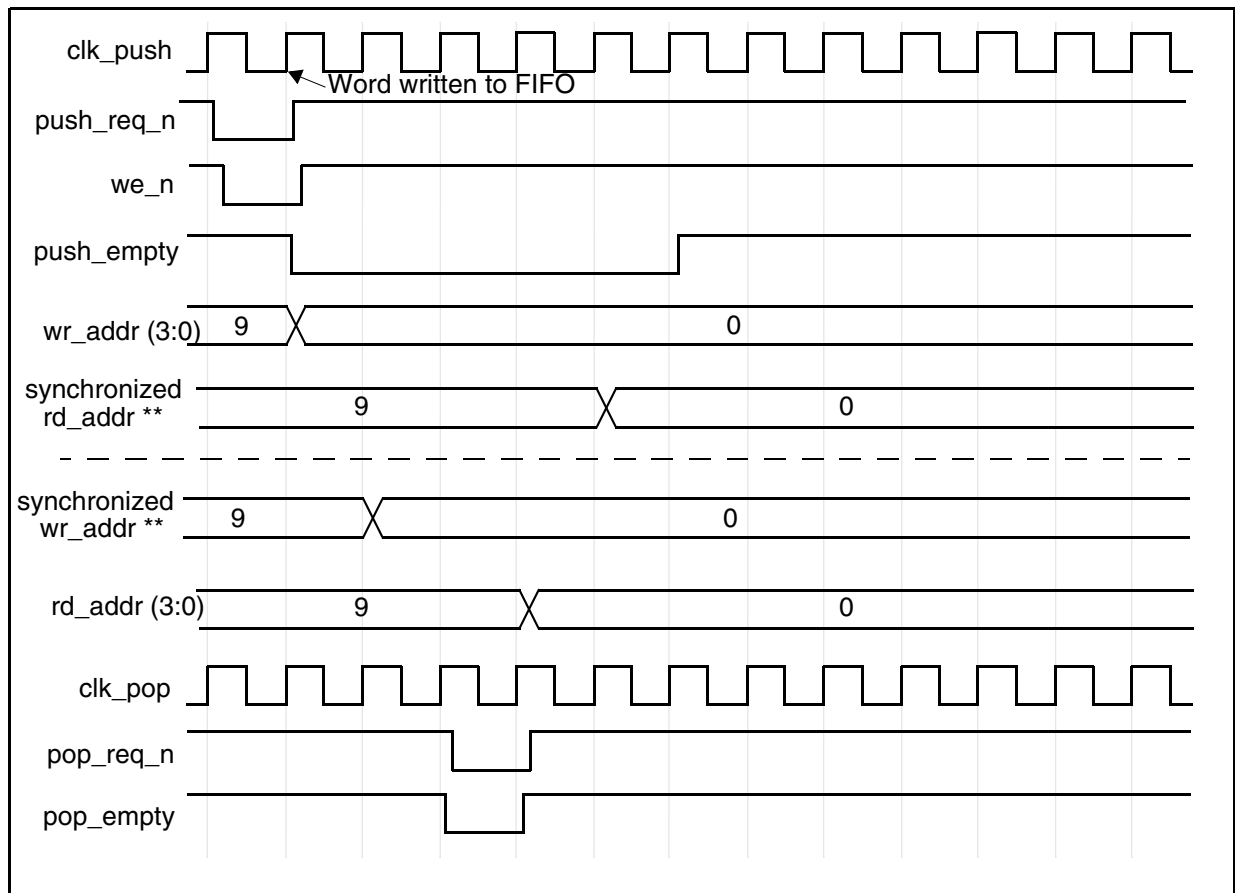 clk_push
Word written to FIFO
push_req_n
we_n
push_empty
wr_addr (3:0)
9
0
synchronized
rd_addr **
9
0
synchronized
wr_addr **
9
0
rd_addr (3:0)
9
0
clk_pop
pop_req_n
pop_empty